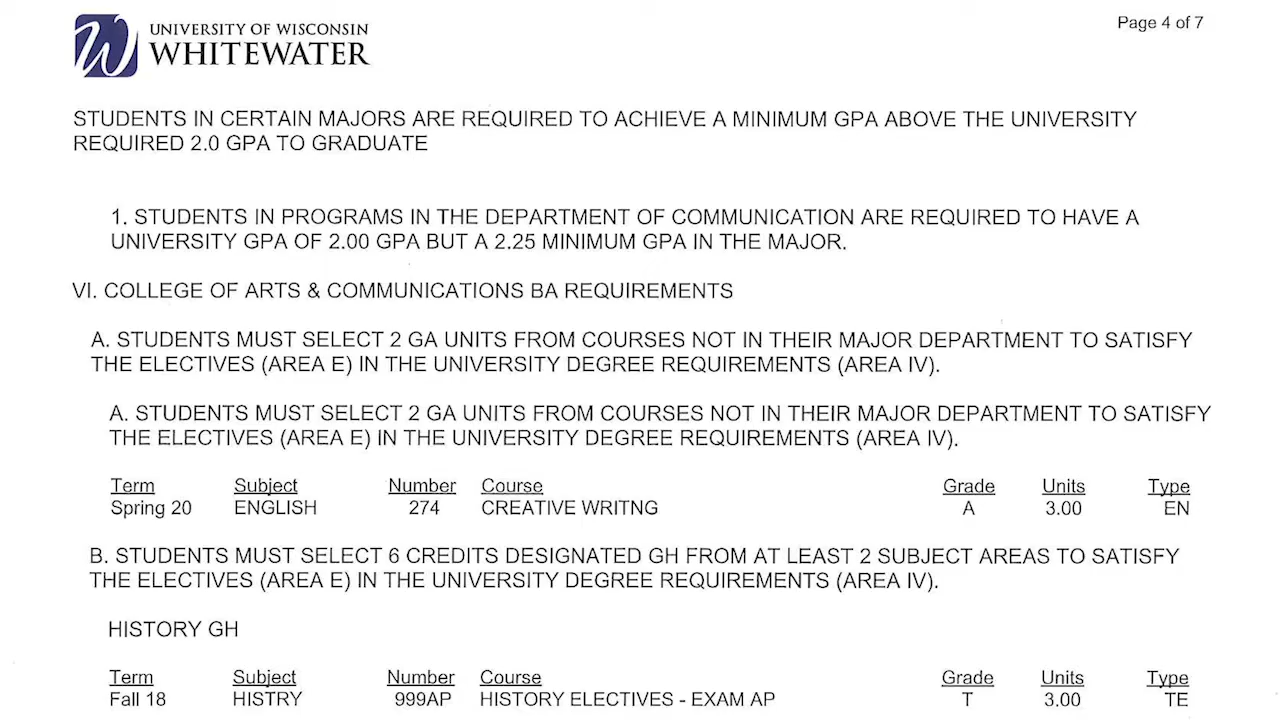 UNIVERSITY OF WISCONSIN
WHITEWATER
Page 4 of 7
STUDENTS IN CERTAIN MAJORS ARE REQUIRED TO ACHIEVE A MINIMUM GPA ABOVE THE UNIVERSITY
REQUIRED 2.0 GPA TO GRADUATE
1. STUDENTS IN PROGRAMS IN THE DEPARTMENT OF COMMUNICATION ARE REQUIRED TO HAVE A
UNIVERSITY GPA OF 2.00 GPA BUT A 2.25 MINIMUM GPA IN THE MAJOR.
VI. COLLEGE OF ARTS & COMMUNICATIONS BA REQUIREMENTS
A. STUDENTS MUST SELECT 2 GA UNITS FROM COURSES NOT IN THEIR MAJOR DEPARTMENT TO SATISFY
THE ELECTIVES (AREA E) IN THE UNIVERSITY DEGREE REQUIREMENTS (AREA IV).
A. STUDENTS MUST SELECT 2 GA UNITS FROM COURSES NOT IN THEIR MAJOR DEPARTMENT TO SATISFY
THE ELECTIVES (AREA E) IN THE UNIVERSITY DEGREE REQUIREMENTS (AREA IV).
Term Subject Number Course Grade Units Type
Spring 20 ENGLISH 274 CREATIVE WRITNG A 3.00 EN
B. STUDENTS MUST SELECT 6 CREDITS DESIGNATED GH FROM AT LEAST 2 SUBJECT AREAS TO SATISFY
THE ELECTIVES (AREA E) IN THE UNIVERSITY DEGREE REQUIREMENTS (AREA IV).
HISTORY GH
Term Subject Number Course Grade Units Type
Fall 18 HISTRY 999AP HISTORY ELECTIVES - EXAM AP T 3.00 TE